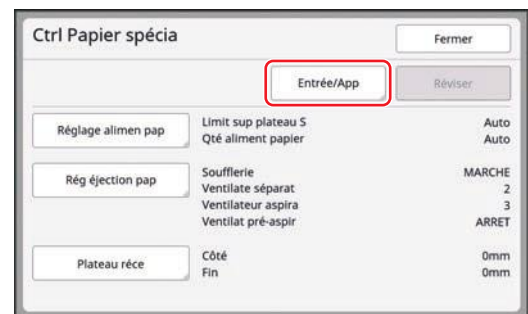 Ctrl Papier spécia
Fermer
Entrée/App
Réviser
Réglage alimen pap
Limit sup plateau S Auto
Qté aliment papier Auto
Rég éjection pap
Soufflerie MARCHE
Ventilate séparat 2
Ventilateur aspira 3
Ventilat pré-aspir ARRET
Plateau réce
Côté 0mm
Fin 0mm